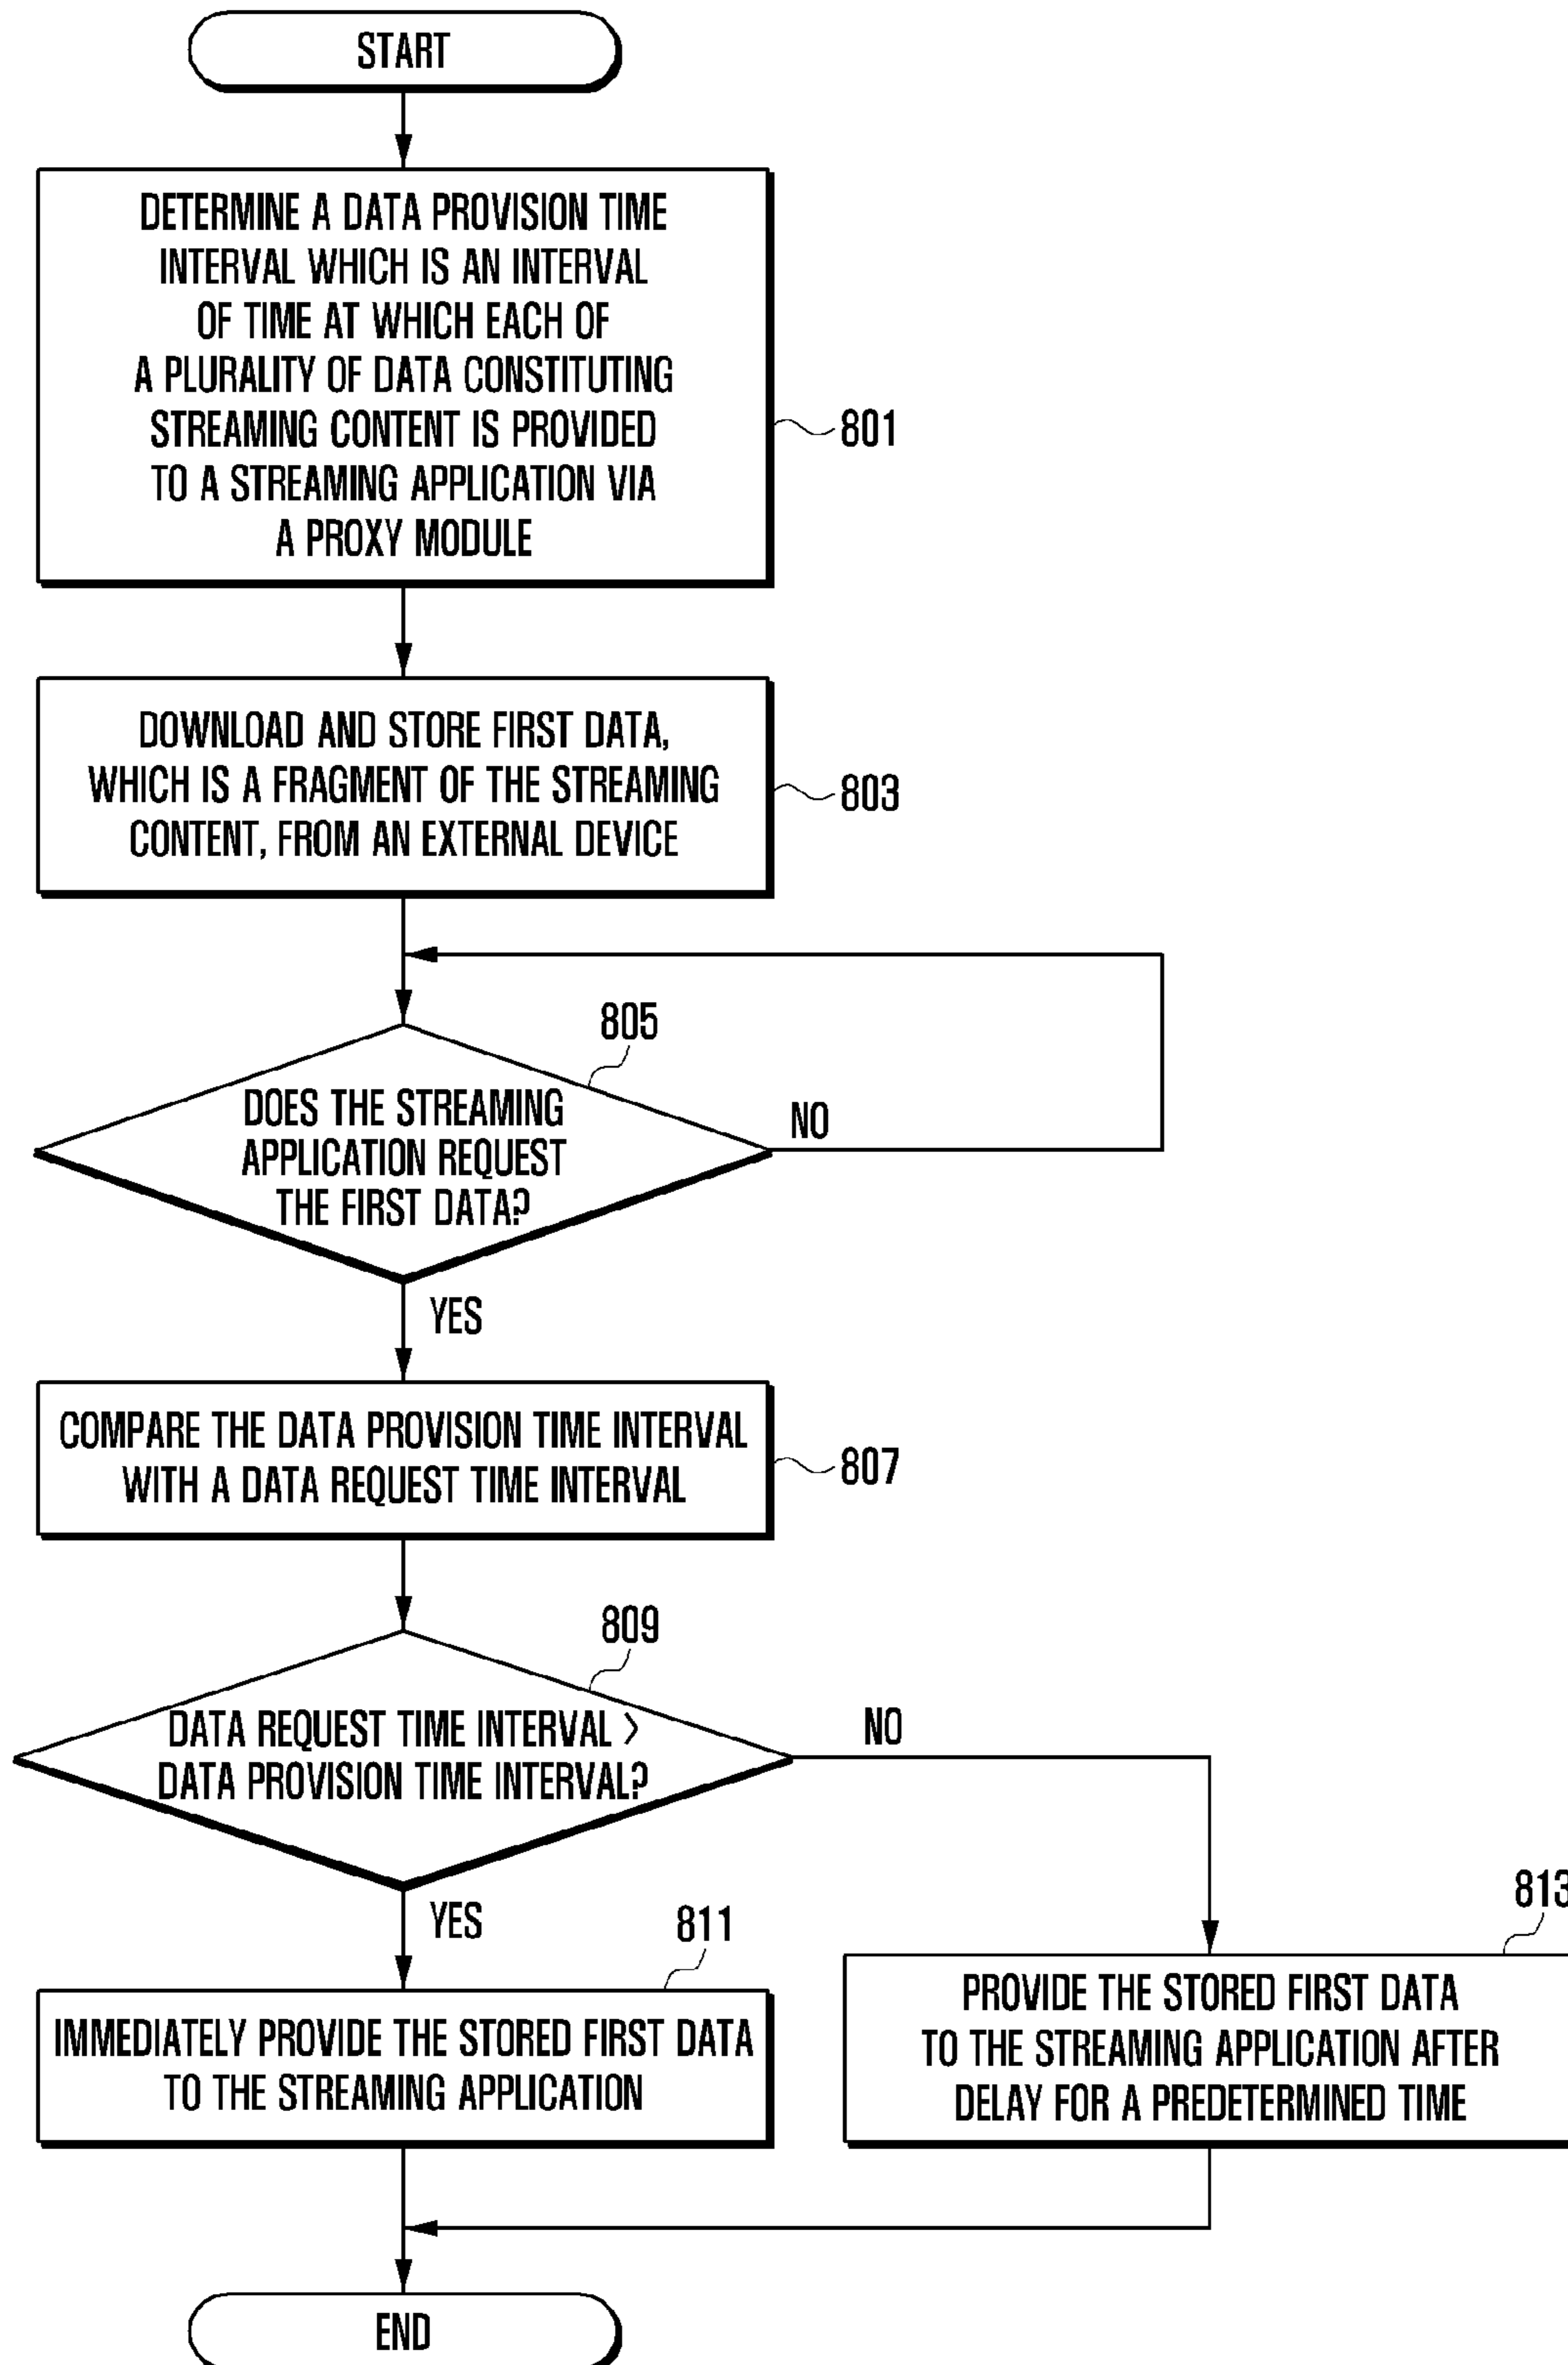 START
DETERMINE A DATA PROVISION TIME
INTERVAL WHICH IS AN INTERVAL
OF TIME AT WHICH EACH OF
A PLURALITY OF DATA CONSTITUTING
STREAMING CONTENT IS PROVIDED
TO A STREAMING APPLICATION VIA
A PROXY MODULE
801
DOWNLOAD AND STORE FIRST DATA,
WHICH IS A FRAGMENT OF THE STREAMING
CONTENT, FROM AN EXTERNAL DEVICE
803
805
DOES THE STREAMING
APPLICATION REQUEST
THE FIRST DATA?
NO
YES
COMPARE THE DATA PROVISION TIME INTERVAL
WITH A DATA REQUEST TIME INTERVAL
807
809
DATA REQUEST TIME INTERVAL >
DATA PROVISION TIME INTERVAL?
NO
YES
811
IMMEDIATELY PROVIDE THE STORED FIRST DATA
TO THE STREAMING APPLICATION
813
PROVIDE THE STORED FIRST DATA
TO THE STREAMING APPLICATION AFTER
DELAY FOR A PREDETERMINED TIME
END